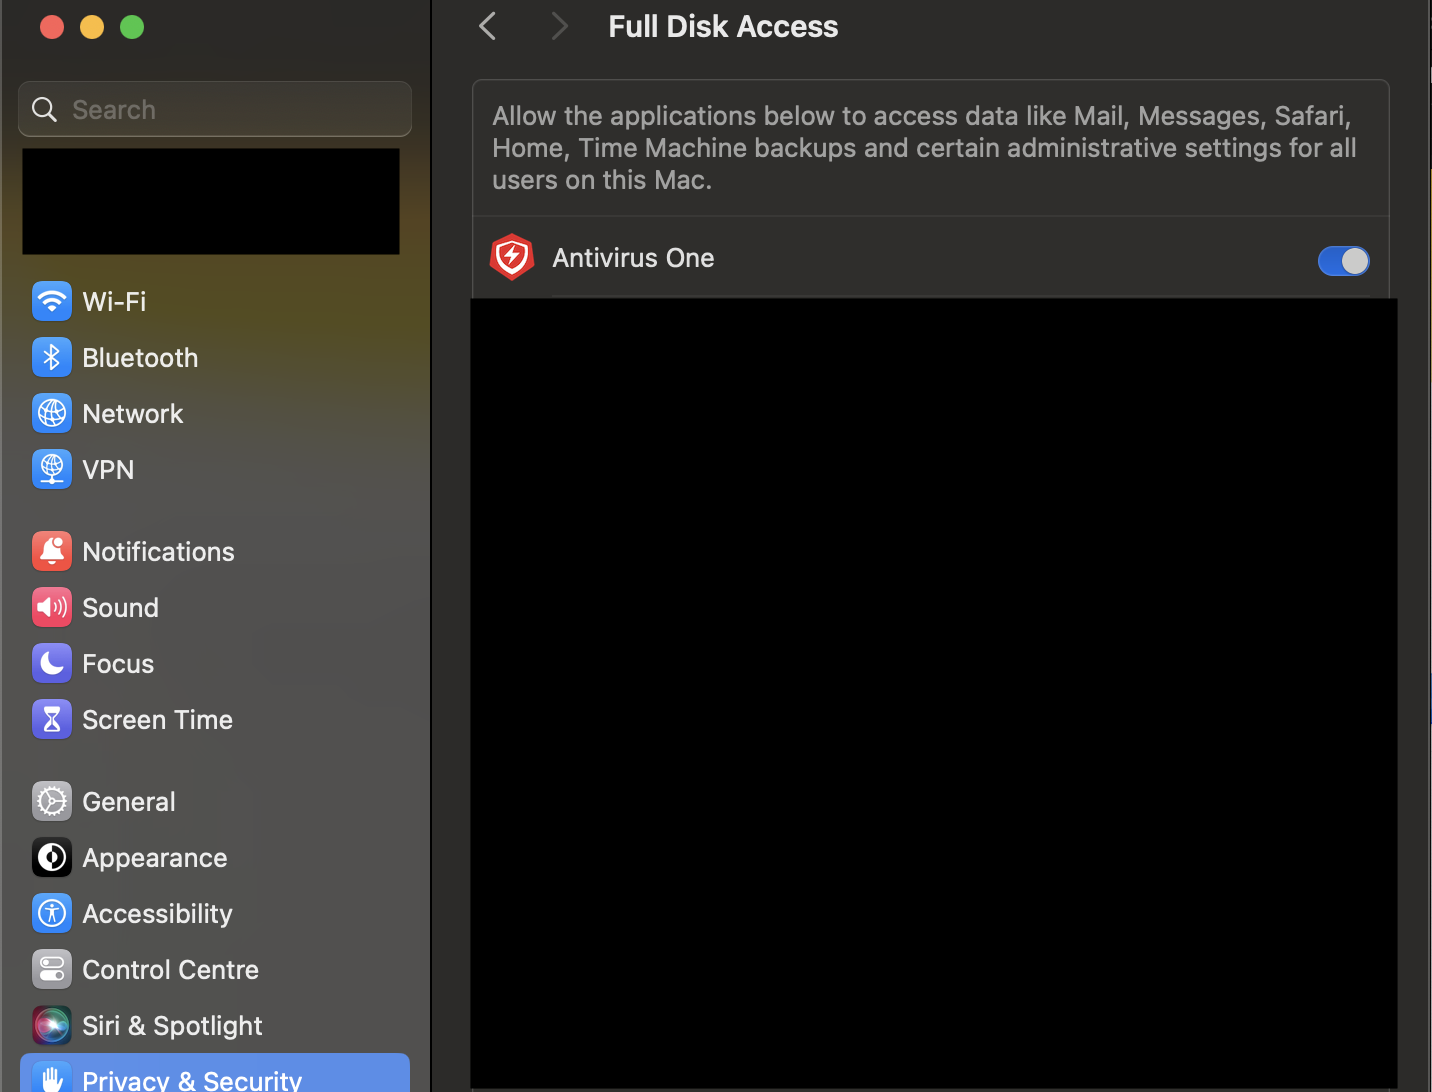 Search
Wi-Fi
Bluetooth
Network
VPN
Notifications
Sound
Focus
Screen Time
General
Appearance
Accessibility
Control Centre
Siri & Spotlight
Privacy & Security
Full Disk Access
Allow the applications below to access data like Mail, Messages, Safari,
Home, Time Machine backups and certain administrative settings for all
users on this Mac.
Antivirus One